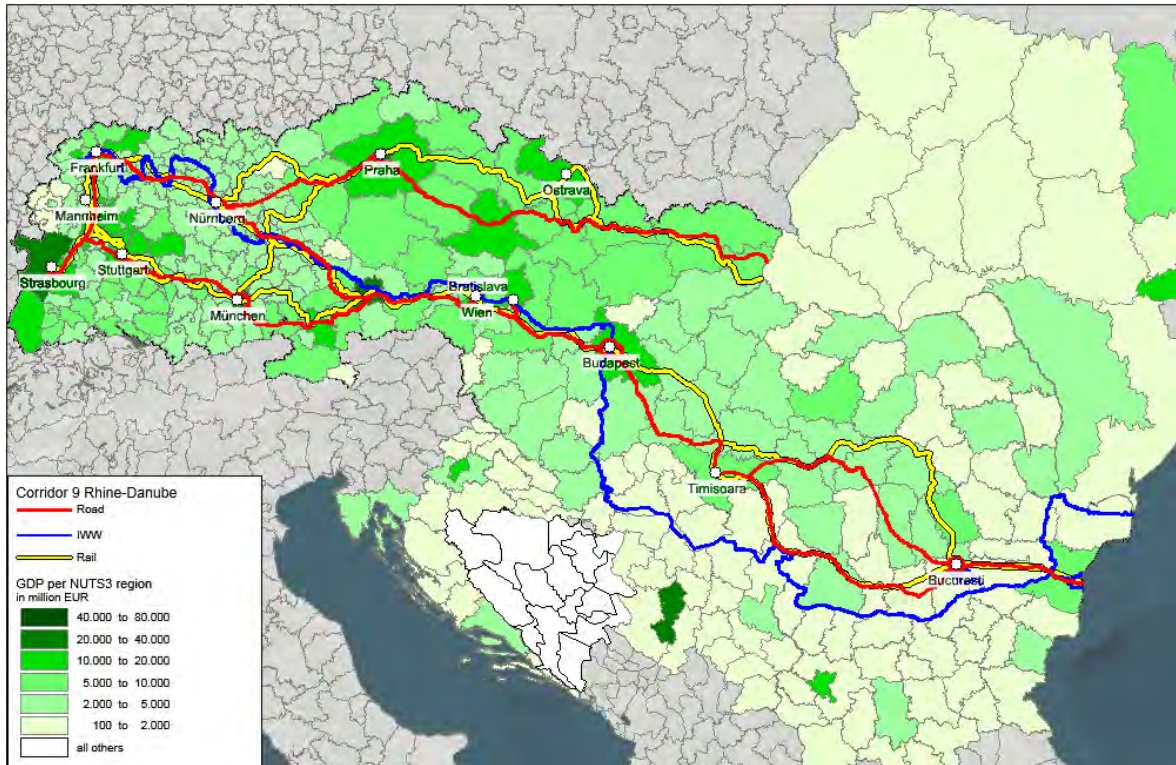 Frankfurt
Praha
Ostrava
Mannheim
Nürnberg
Strasbourg
Stuttgart
München
Bratislava
Wien
Budapest
Timisoara
Bucuresti
Corridor 9 Rhine-Danube
Road
IWW
Rail
GDP per NUTS3 region
in million EUR
40.000 to 80.000
20.000 to 40.000
10.000 to 20.000
5.000 to 10.000
2.000 to 5.000
100 to 2.000
all others